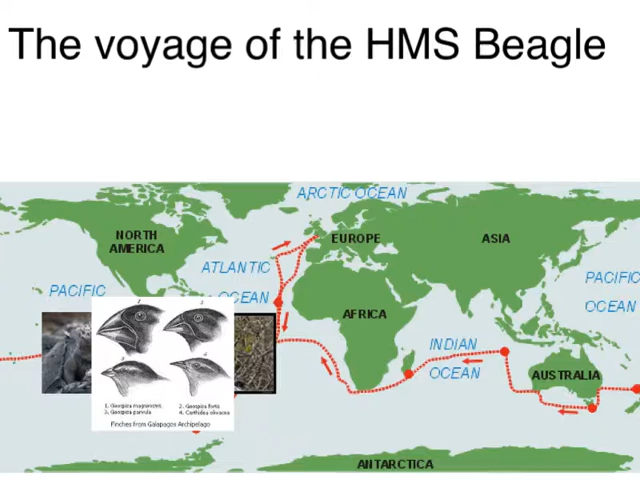 The voyage of the HMS Beagle
ARCTIC OCEAN
NORTH
AMERICA
EUROPE
ASIA
ATLANTIC
OCEAN
PACIFIC
PACIFIC
OCEAN
AFRICA
INDIAN
OCEAN
AUSTRALIA
1. Geospiza magnirostris.
2. Geospiza fortis
3. Geospiza parvula
4. Certhidea olivacea
Finches from Galapagos Archipelago
ANTARCTICA